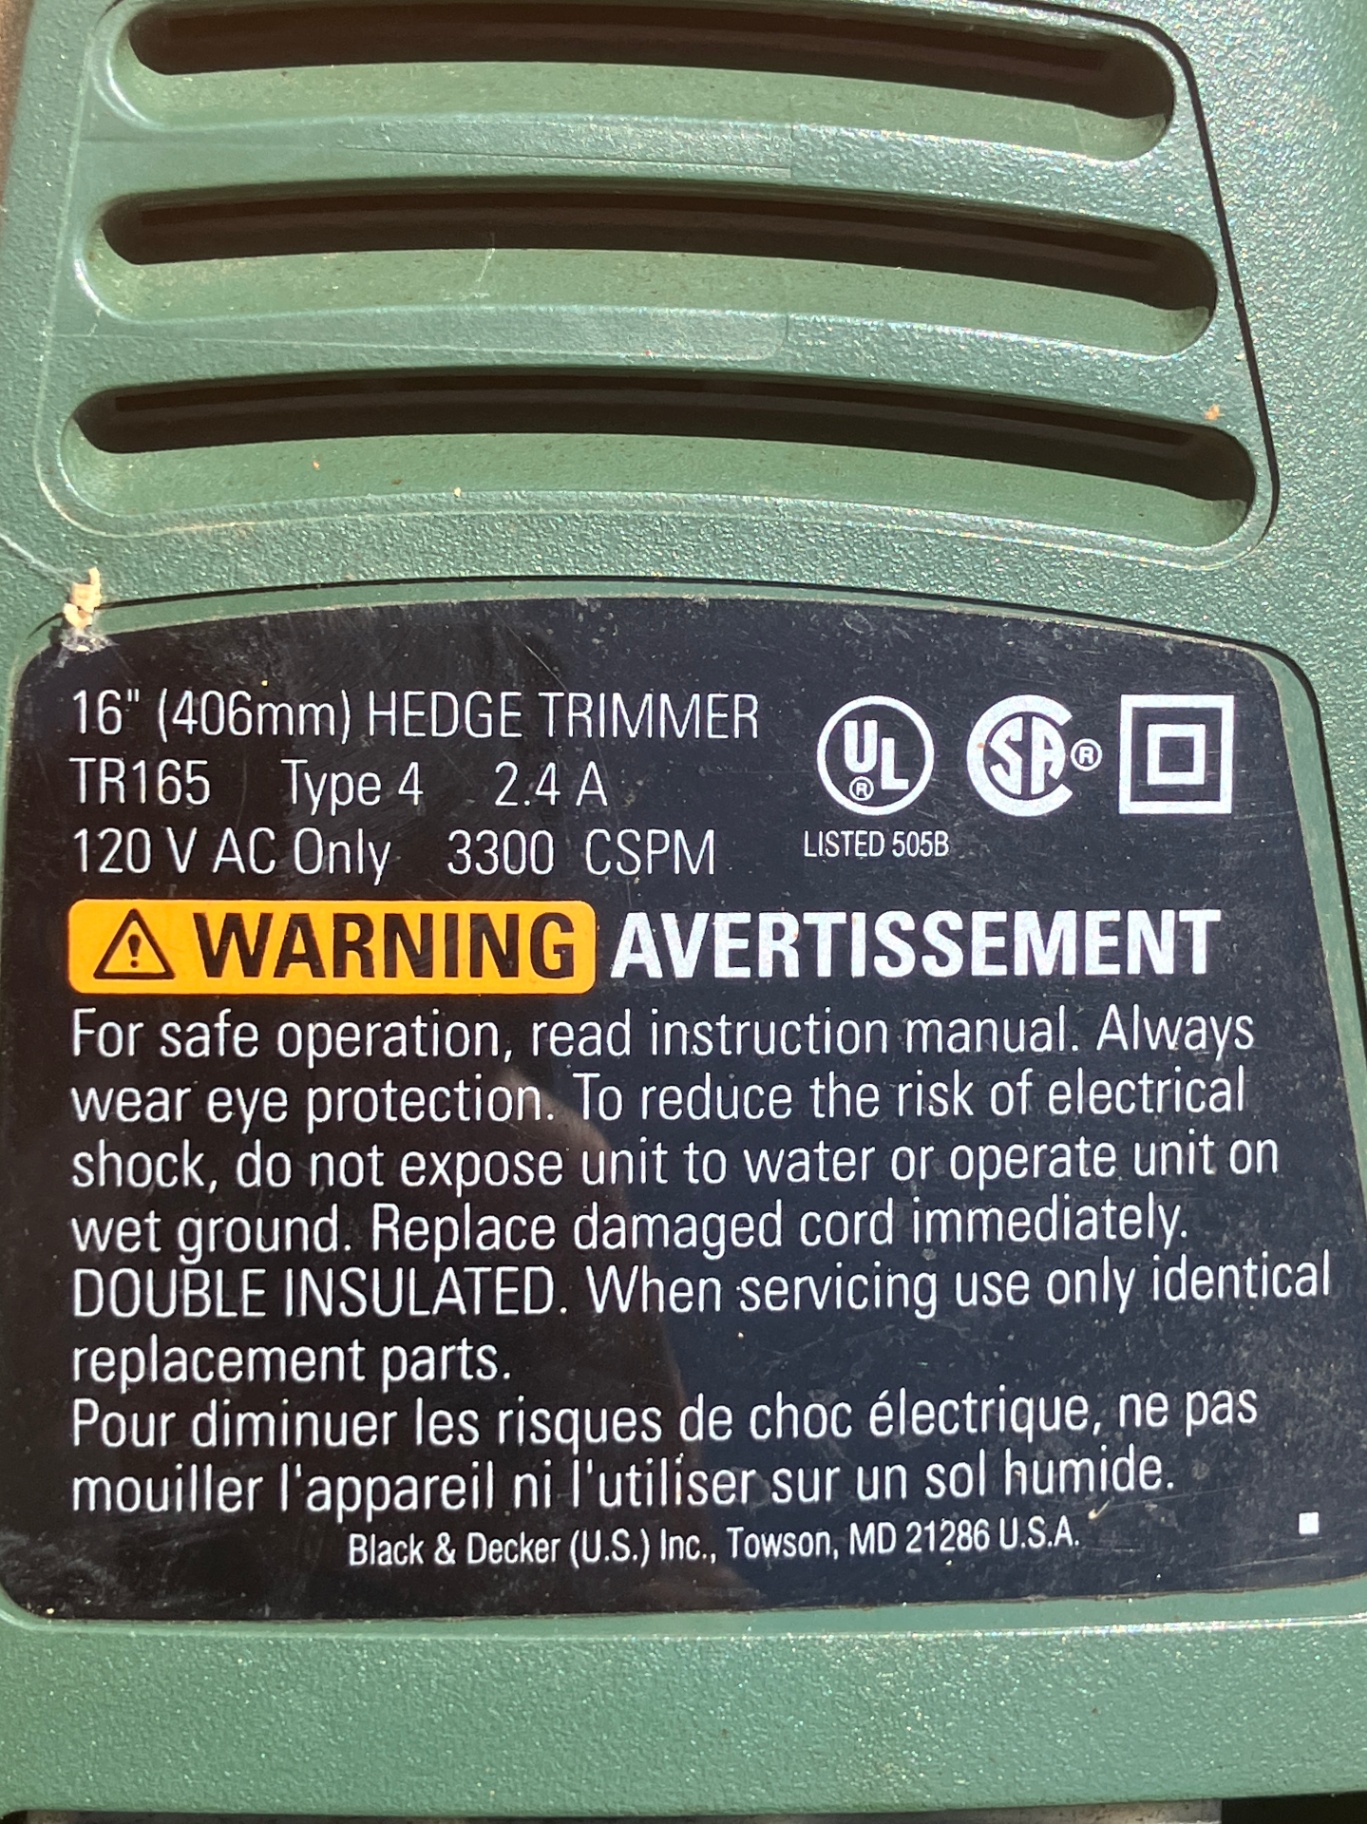 16" (406mm) HEDGE TRIMMER
TR165 Type 4 2.4 A
120 V AC Only 3300 CSPM
UL ®
SA ®
LISTED 505B
WARNING AVERTISSEMENT
For safe operation, read instruction manual. Always
wear eye protection. To reduce the risk of electrical
shock, do not expose unit to water or operate unit on
wet ground. Replace damaged cord immediately.
DOUBLE INSULATED. When servicing use only identical
replacement parts.
Pour diminuer les risques de choc électrique, ne pas
mouiller l'appareil ni l'utiliser sur un sol humide.
Black & Decker (U.S.) Inc., Towson, MD 21286 U.S.A.